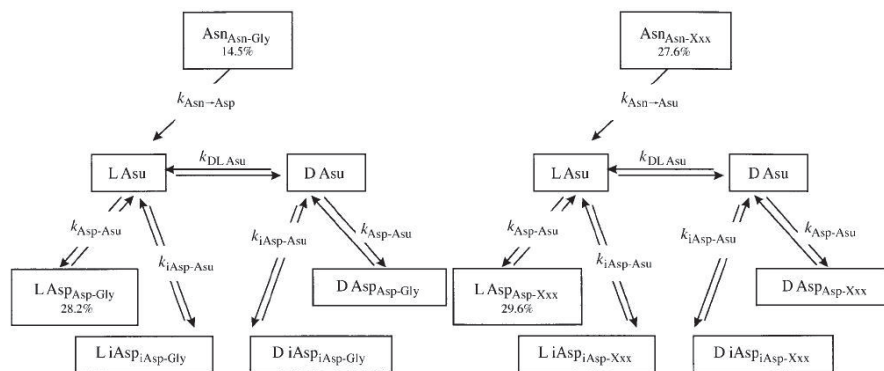 Asn_Asn-Gly
14.5%
Asn_Asn-Xxx
27.6%
k_Asn→Asp
k_Asn→Asu
L Asu
k_DL Asu
D Asu
L Asu
k_DL Asu
D Asu
k_Asp-Asu
k_iAsp-Asu
k_iAsp-Asu
k_Asp-Asu
k_Asp-Asu
k_iAsp-Asu
k_iAsp-Asu
k_Asp-Asu
L Asp_Asp-Gly
28.2%
D Asp_Asp-Gly
L Asp_Asp-Xxx
29.6%
D Asp_Asp-Xxx
L iAsp_iAsp-Gly
D iAsp_iAsp-Gly
L iAsp_iAsp-Xxx
D iAsp_iAsp-Xxx